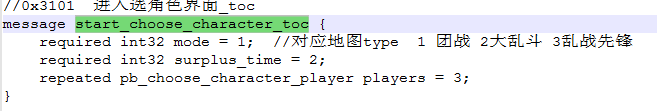 //0x3101  进入选角色界面_toc
message start_choose_character_toc {
    required int32 mode = 1;  //对应地图type  1 团战 2大乱斗 3乱战先锋
    required int32 surplus_time = 2;
    repeated pb_choose_character_player players = 3;
}